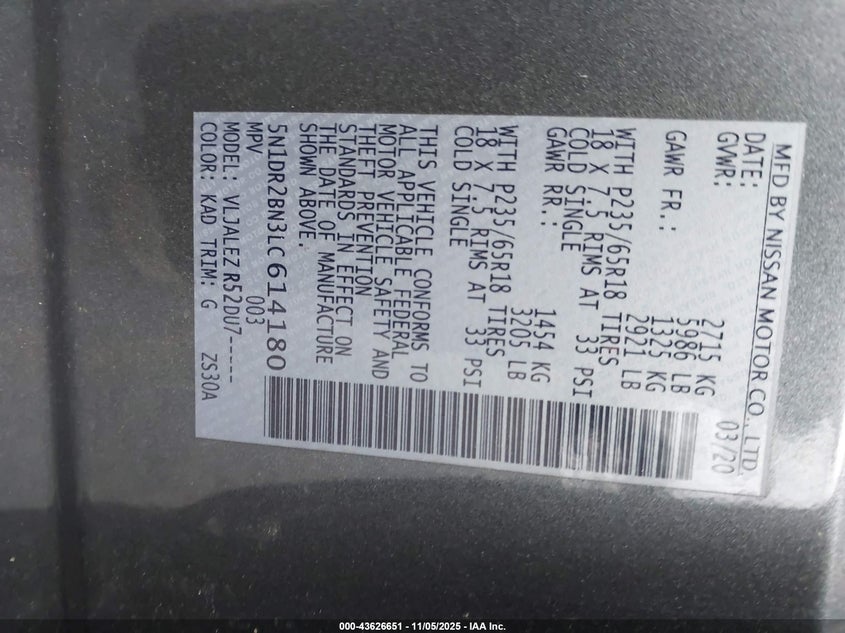 MFD BY NISSAN MOTOR CO., LTD.
DATE: 03/20
GVWR: 2715 KG
5986 LB
GAWR FR.: 1325 KG
2921 LB
WITH P235/65R18 TIRES
18 X 7.5 RIMS AT 33 PSI
COLD SINGLE
GAWR RR.: 1454 KG
3205 LB
WITH P235/65R18 TIRES
18 X 7.5 RIMS AT 33 PSI
COLD SINGLE
THIS VEHICLE CONFORMS TO
ALL APPLICABLE FEDERAL
MOTOR VEHICLE SAFETY AND
THEFT PREVENTION
STANDARDS IN EFFECT ON
THE DATE OF MANUFACTURE
SHOWN ABOVE.
5N1DR2BN3LC614180
MPV 003
MODEL: VLJALEZ R52DU7-----
COLOR: KAD TRIM: G ZS30A
000-43626651 - 11/05/2025 - IAA Inc.